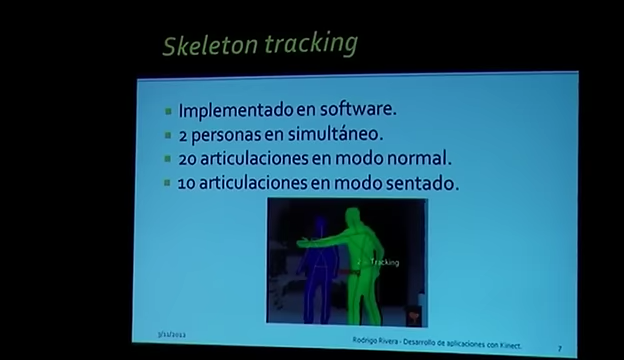 Skeleton tracking
Implementado en software.
2 personas en simultáneo.
20 articulaciones en modo normal.
10 articulaciones en modo sentado.
2 - Tracking
Rodrigo Rivera - Desarrollo de aplicaciones con Kinect.
7